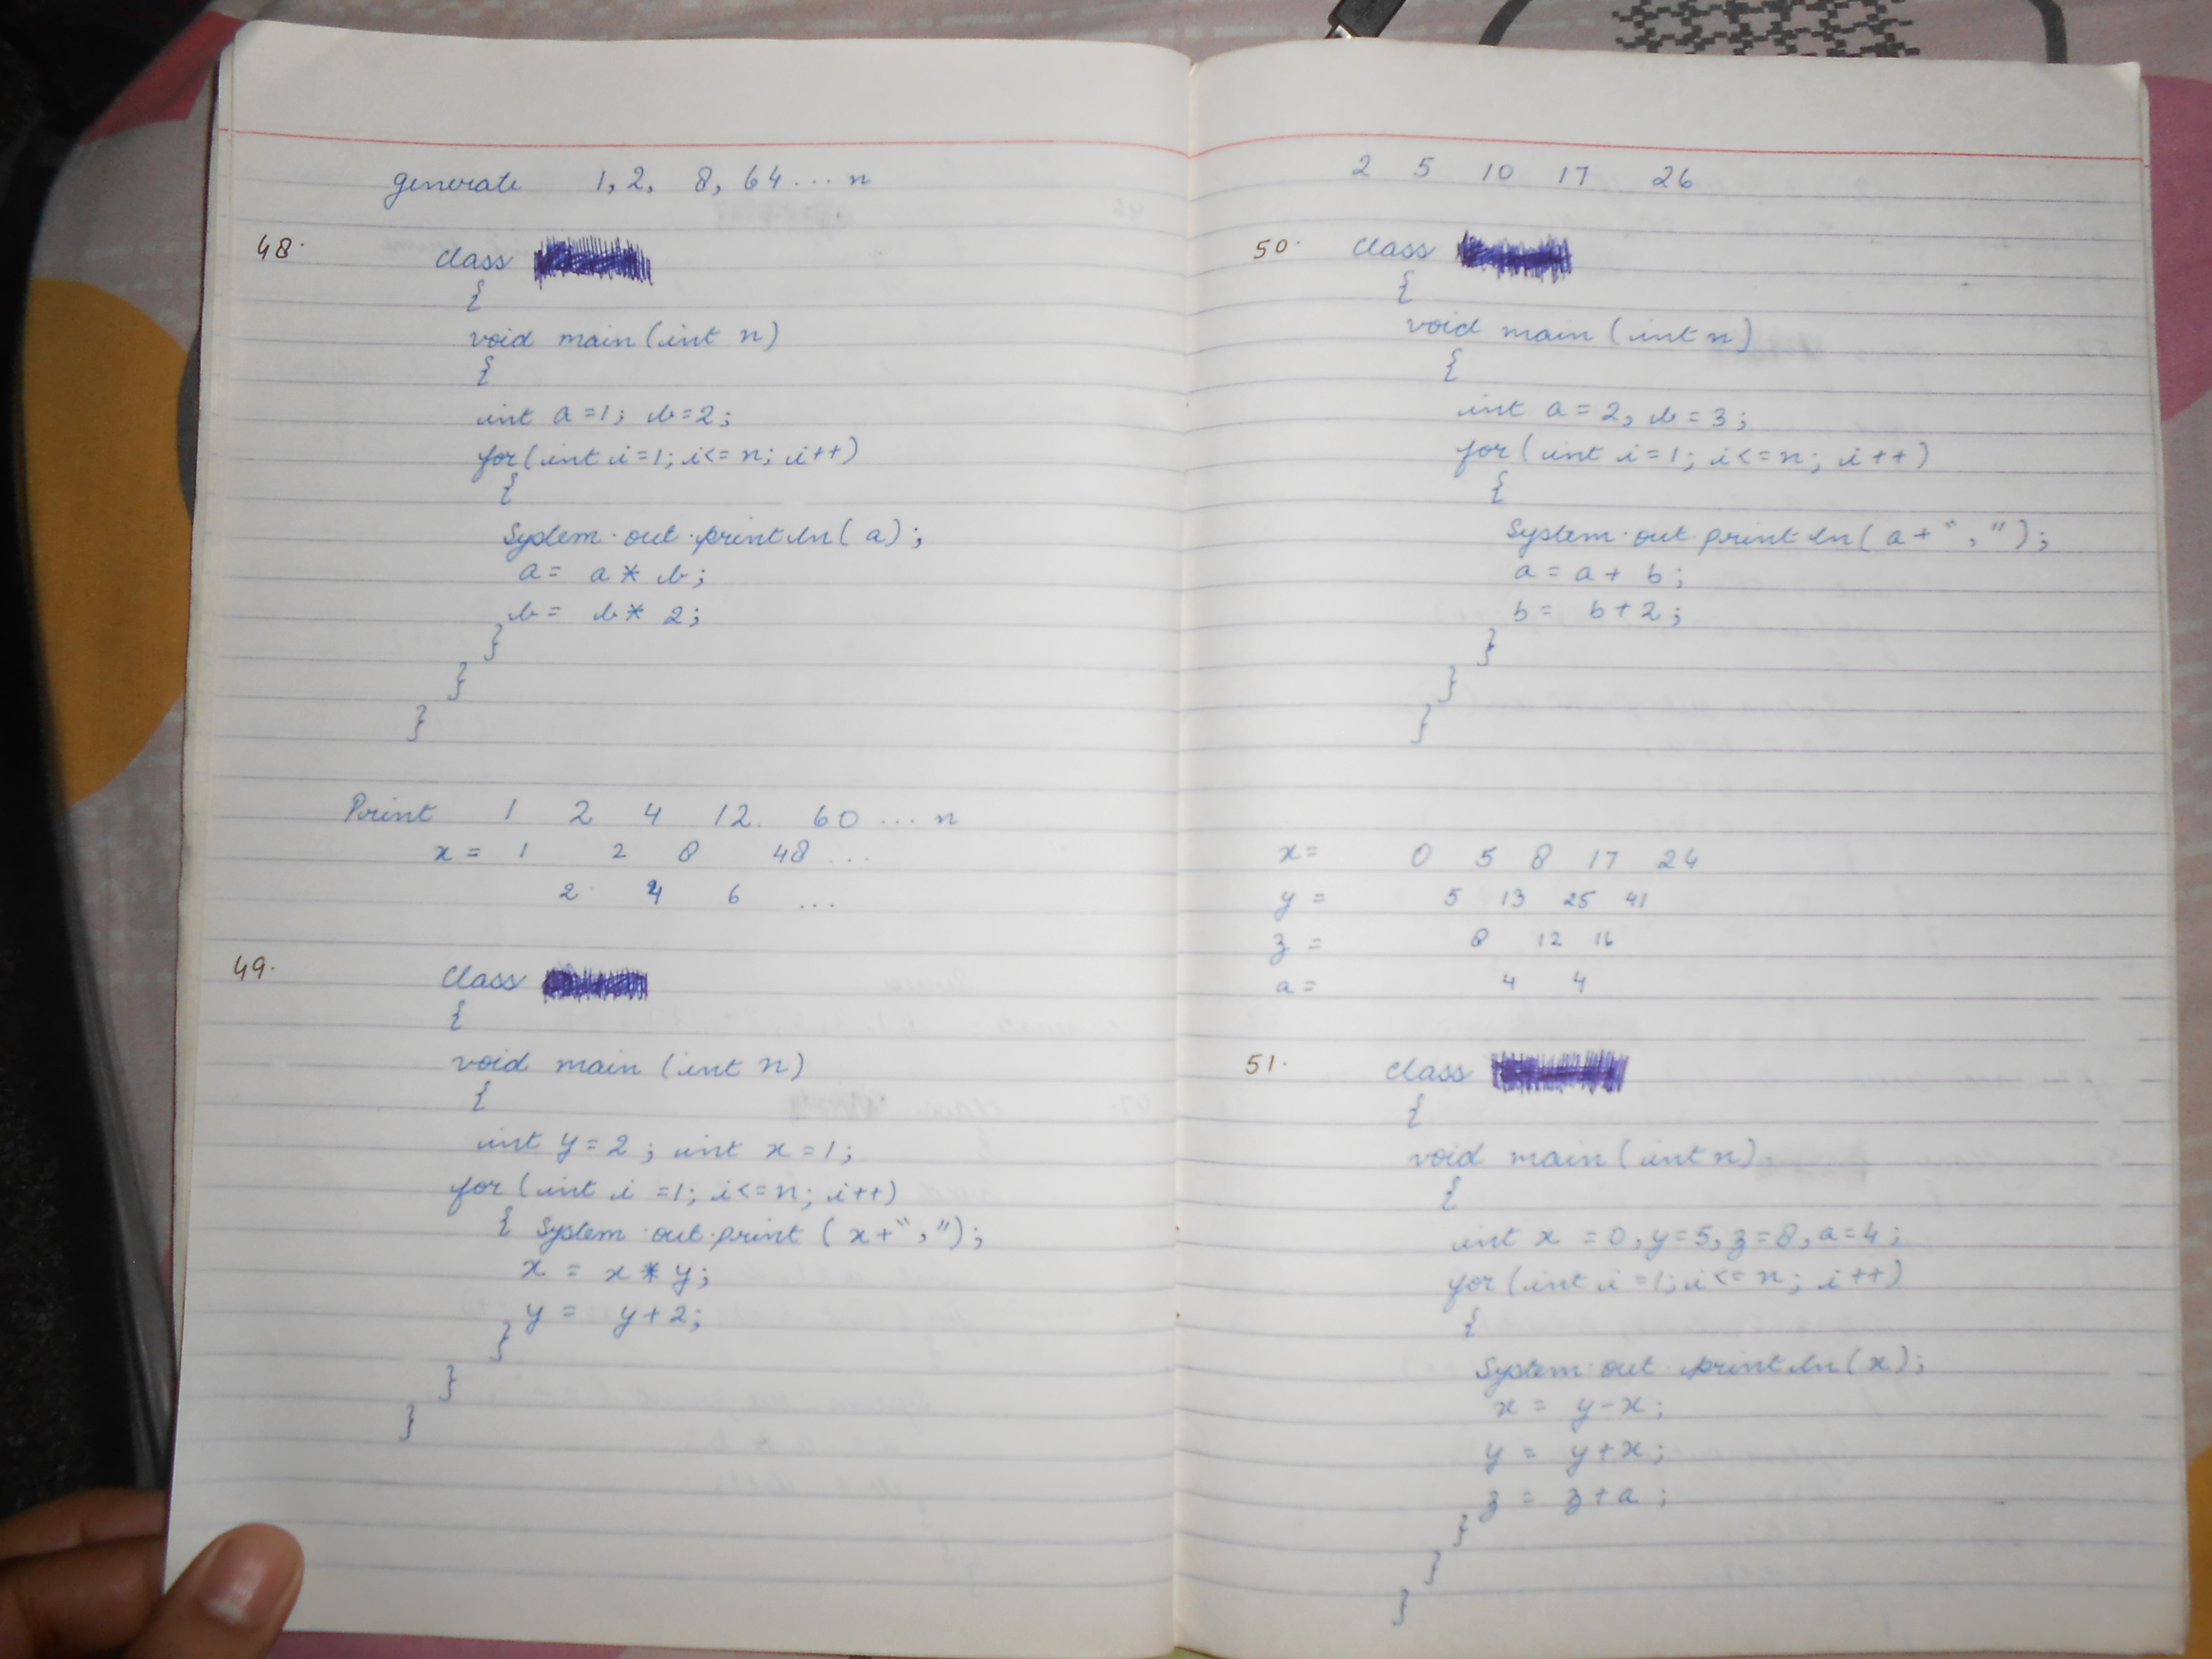 generate 1, 2, 8, 64 ... n
48. class
{
void main (int n)
{
int a =1; b=2;
for(int i=1; i<= n; i++)
{
System.out.println( a);
a= a * b;
b= b * 2;
}
}
}
Print 1 2 4 12. 60 ... n
x= 1 2 8 48 ...
2 4 6 ...
49. class
{
void main (int n)
{
int y=2 ; int x =1;
for (int i =1; i<=n; i++)
{ System.out.print ( x+",");
x = x * y;
y = y+2;
}
}
}
2 5 10 17 26
50. class
{
void main (int n)
{
int a = 2, b = 3;
for (int i=1; i<=n; i++)
{
System.out.println( a+",");
a = a + b;
b = b+2;
}
}
}
x= 0 5 8 17 24
y = 5 13 25 41
z = 8 12 16
a = 4 4
51. class
{
void main (int n)
{
int x = 0, y=5, z=8, a=4;
for (int i =1; i<= n; i++)
{
System.out.println(x);
x = y-x;
y = y+x;
z = z+a ;
}
}
}